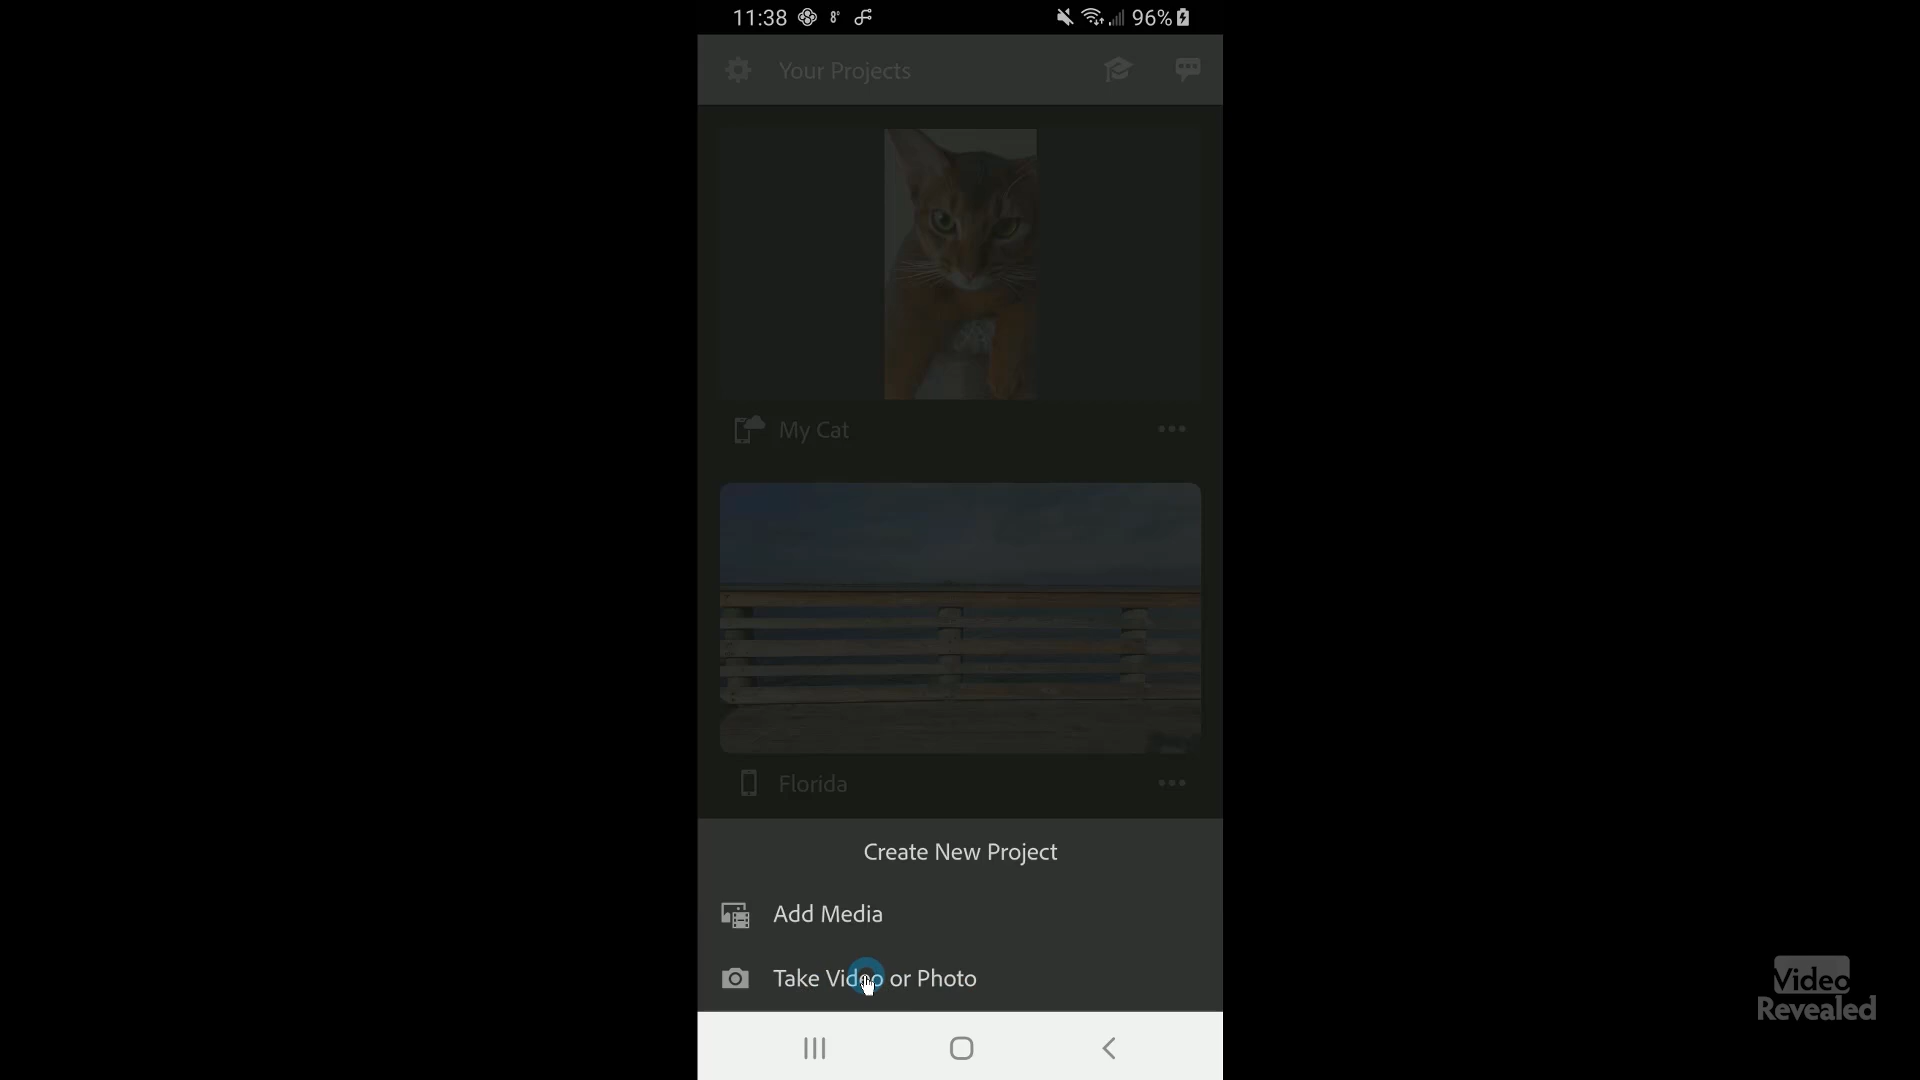 11:38 8° 96%
Your Projects
My Cat
Florida
Create New Project
Add Media
Take Video or Photo
Video
Revealed